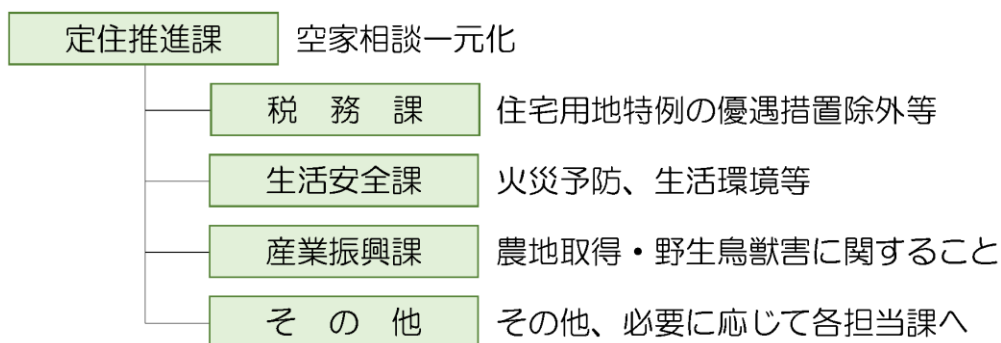 定住推進課 空家相談一元化
税務課 住宅用地特例の優遇措置除外等
生活安全課 火災予防、生活環境等
産業振興課 農地取得・野生鳥獣害に関すること
その他 その他、必要に応じて各担当課へ